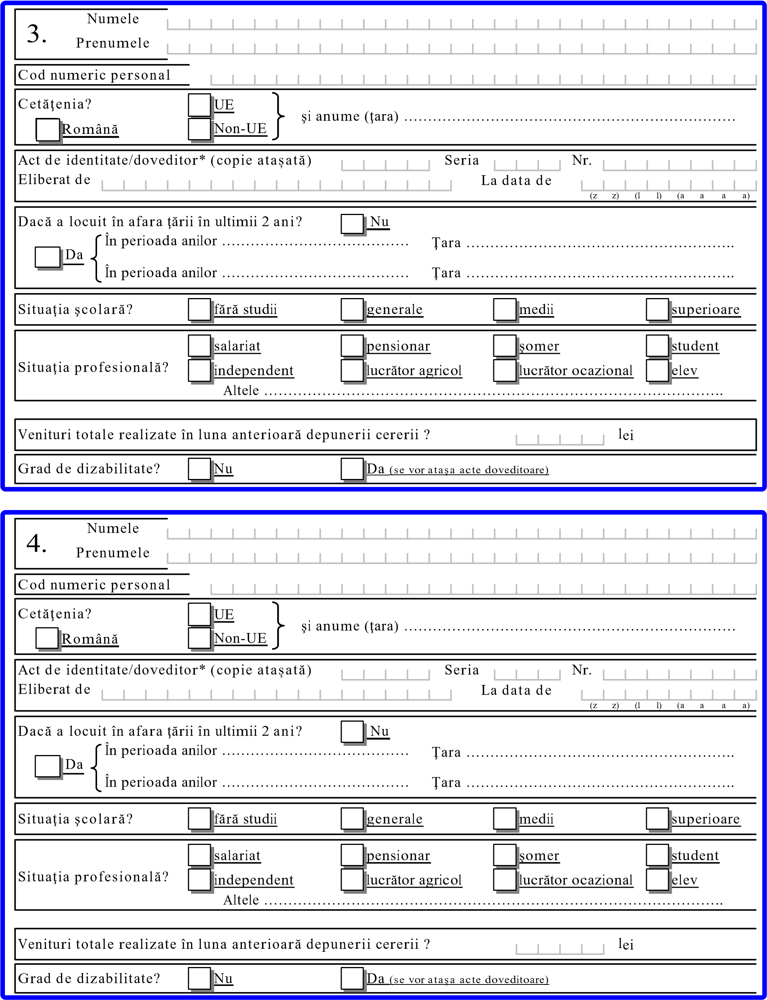 3. Numele
Prenumele
Cod numeric personal
Cetăţenia? UE
Română Non-UE şi anume (ţara) ....................................................................
Act de identitate/doveditor* (copie atașată) Seria Nr.
Eliberat de La data de
(z z) (l l) (a a a a)
Dacă a locuit în afara ţării în ultimii 2 ani? Nu
În perioada anilor ....................................... Ţara ........................................................
Da
În perioada anilor ....................................... Ţara ........................................................
Situaţia şcolară? fără studii generale medii superioare
salariat pensionar şomer student
Situaţia profesională? independent lucrător agricol lucrător ocazional elev
Altele ................................................................................................
Venituri totale realizate în luna anterioară depunerii cererii ? lei
Grad de dizabilitate? Nu Da (se vor atașa acte doveditoare)
4. Numele
Prenumele
Cod numeric personal
Cetăţenia? UE
Română Non-UE şi anume (ţara) ....................................................................
Act de identitate/doveditor* (copie atașată) Seria Nr.
Eliberat de La data de
(z z) (l l) (a a a a)
Dacă a locuit în afara ţării în ultimii 2 ani? Nu
În perioada anilor ....................................... Ţara ........................................................
Da
În perioada anilor ....................................... Ţara ........................................................
Situaţia şcolară? fără studii generale medii superioare
salariat pensionar şomer student
Situaţia profesională? independent lucrător agricol lucrător ocazional elev
Altele ................................................................................................
Venituri totale realizate în luna anterioară depunerii cererii ? lei
Grad de dizabilitate? Nu Da (se vor atașa acte doveditoare)